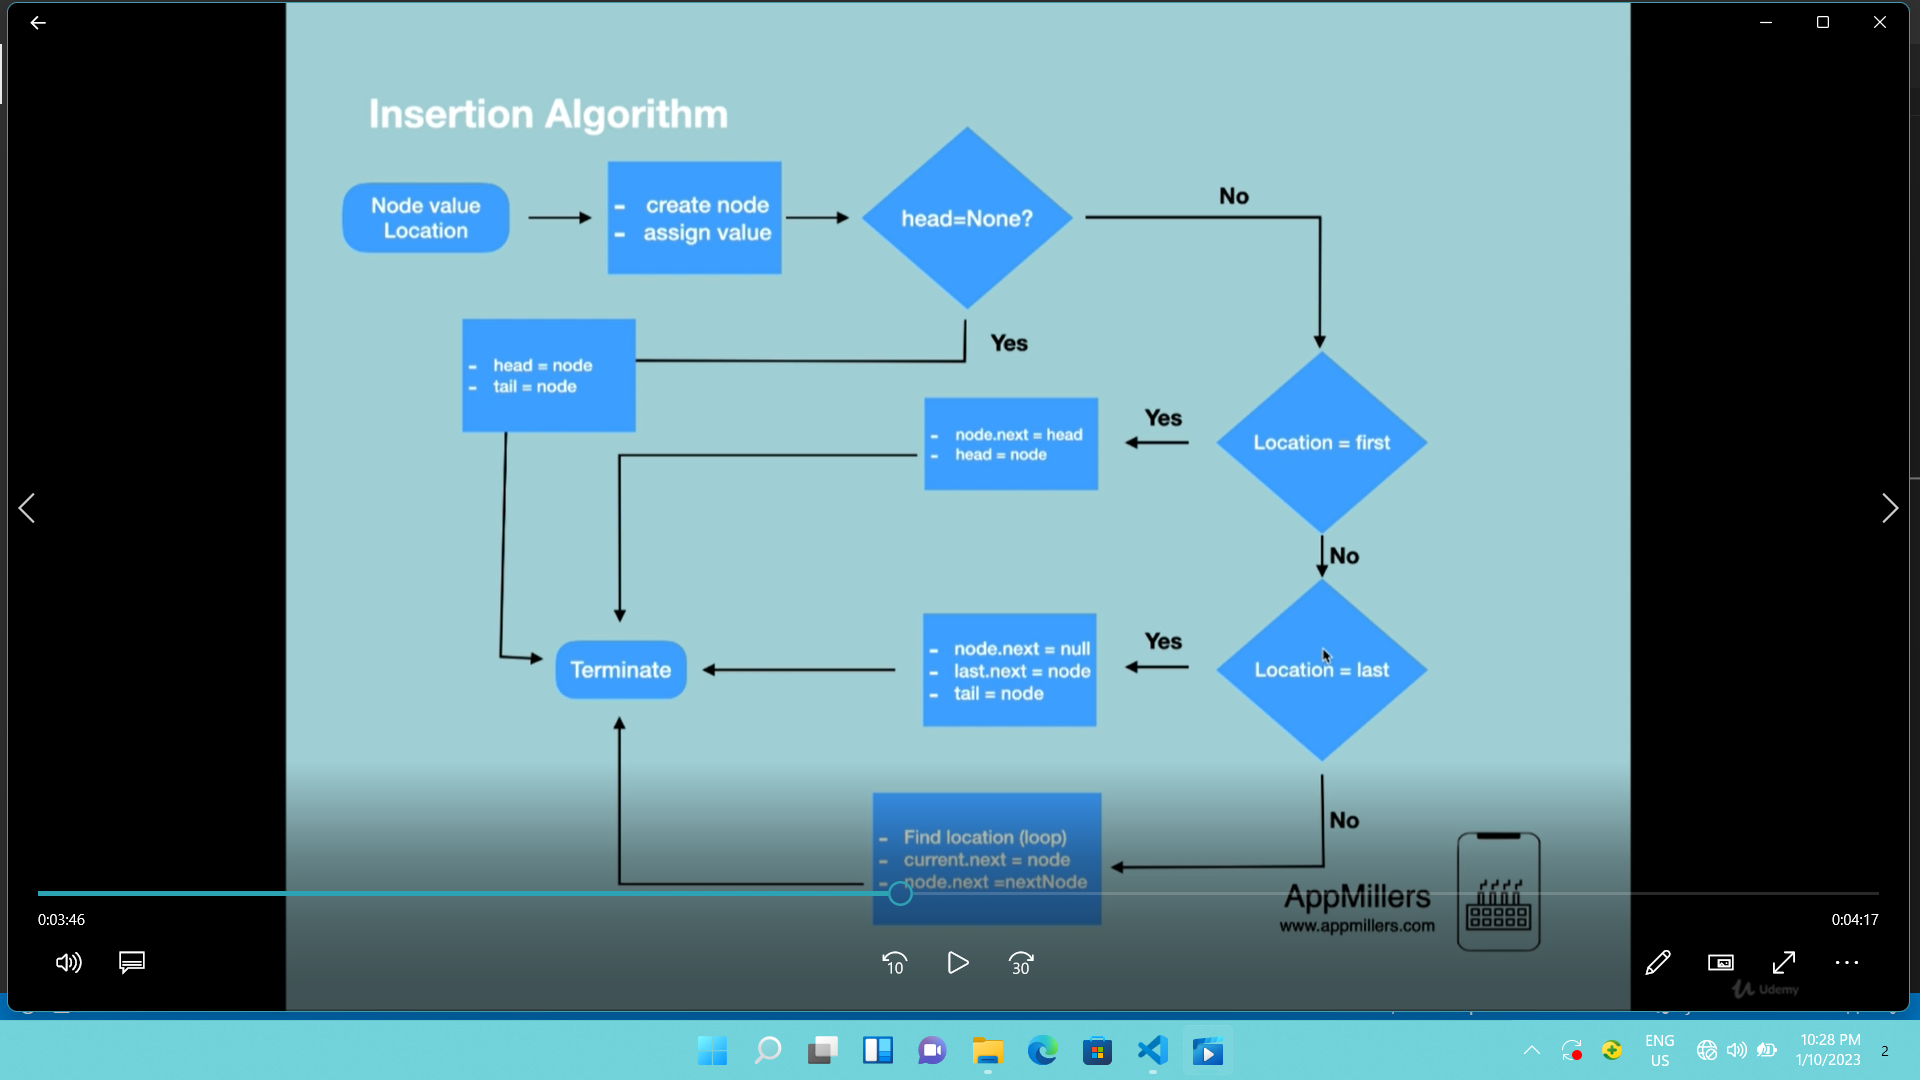 Insertion Algorithm
Node value
Location
- create node
- assign value
head=None?
No
Yes
- head = node
- tail = node
Location = first
Yes
- node.next = head
- head = node
No
Location = last
Yes
- node.next = null
- last.next = node
- tail = node
Terminate
No
- Find location (loop)
- current.next = node
- node.next =nextNode
AppMillers
www.appmillers.com
0:03:46
0:04:17
10
30
Udemy
ENG
US
10:28 PM
1/10/2023
2